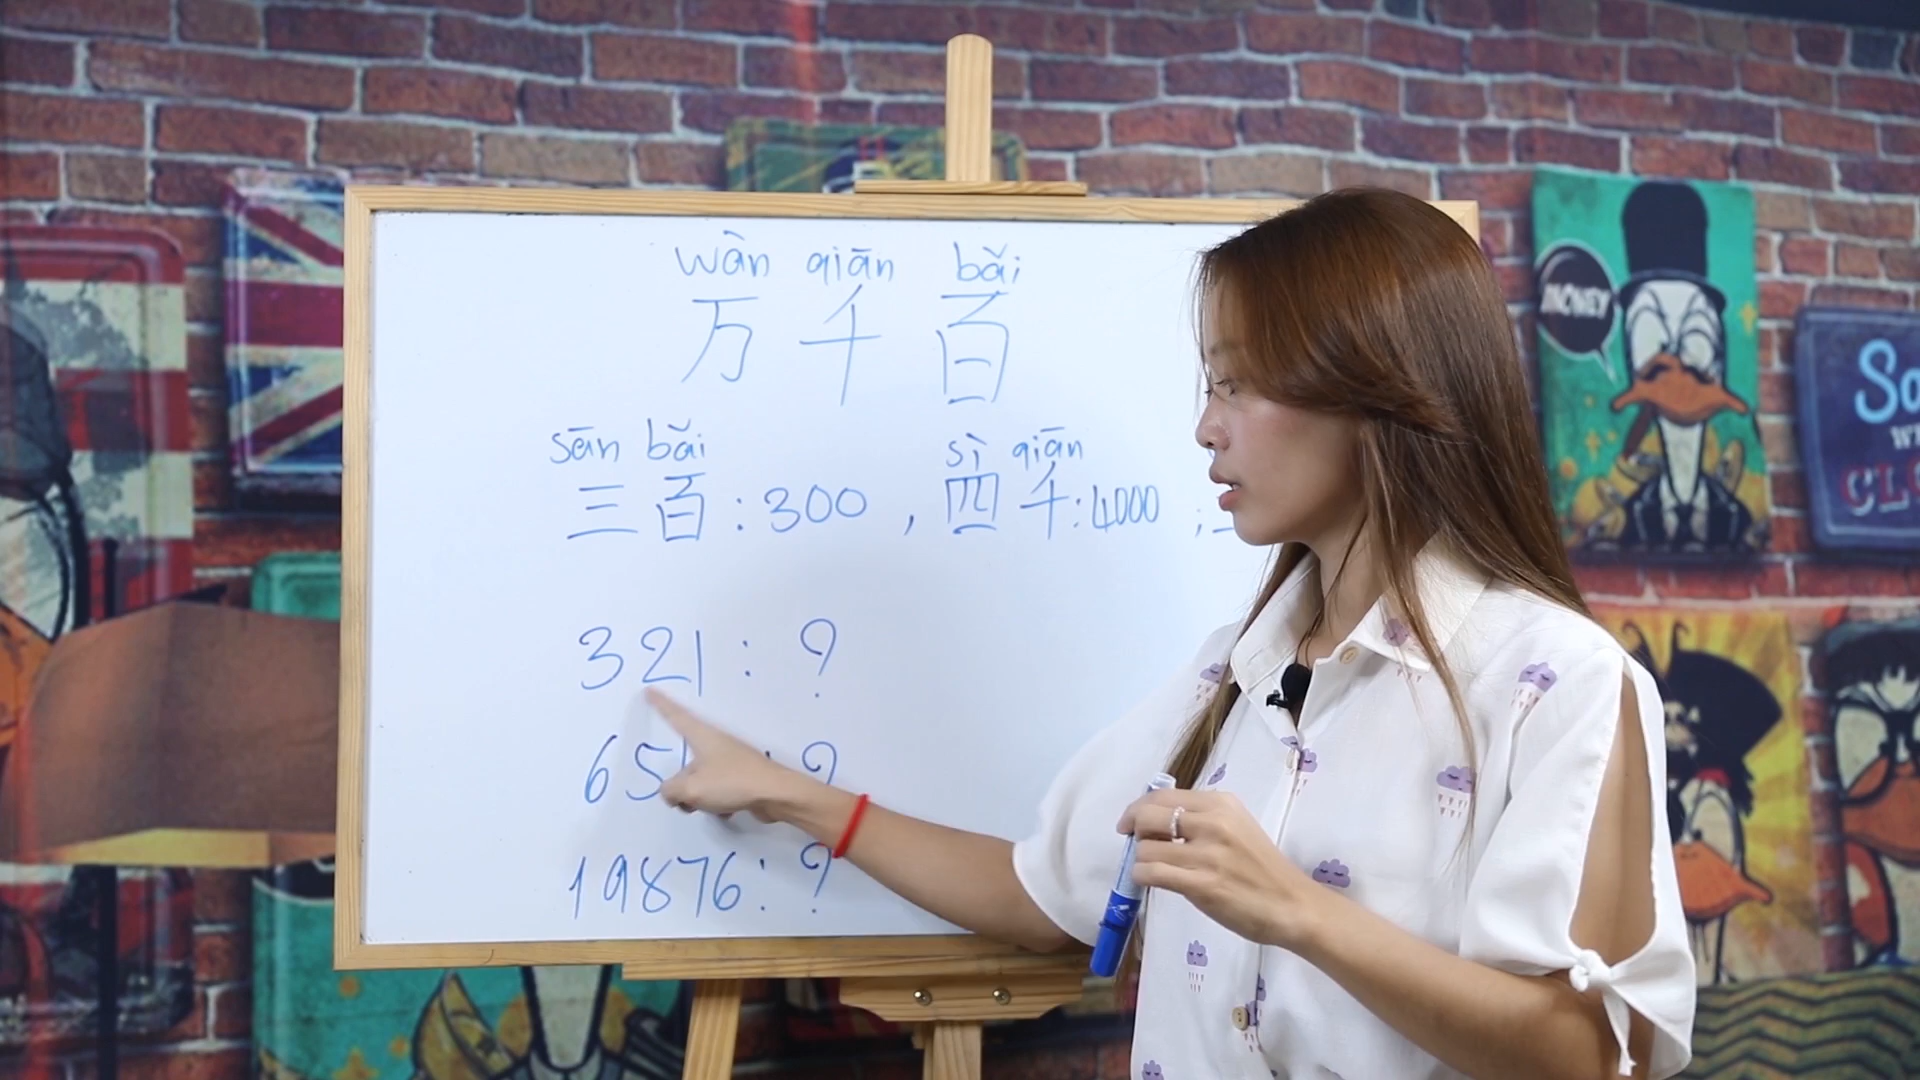 wàn qiān bǎi
万 千 百
sān bǎi sì qiān
三百:300 , 四千:4000 ;
321: ?
65 : ?
19876: ?
MONEY